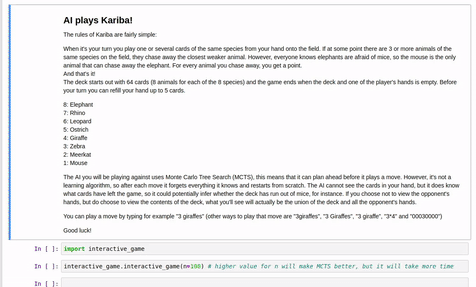 AI plays Kariba!
The rules of Kariba are fairly simple:
When it's your turn you play one or several cards of the same species from your hand onto the field. If at some point there are 3 or more animals of the
same species on the field, they chase away the closest weaker animal. However, everyone knows elephants are afraid of mice, so the mouse is the only
animal that can chase away the elephant. For every animal you chase away, you get a point.
And that's it!
The deck starts out with 64 cards (8 animals for each of the 8 species) and the game ends when the deck and one of the player's hands is empty. Before
your turn you can refill your hand up to 5 cards.
8: Elephant
7: Rhino
6: Leopard
5: Ostrich
4: Giraffe
3: Zebra
2: Meerkat
1: Mouse
The AI you will be playing against uses Monte Carlo Tree Search (MCTS), this means that it can plan ahead before it plays a move. However, it's not a
learning algorithm, so after each move it forgets everything it knows and restarts from scratch. The AI cannot see the cards in your hand, but it does know
what cards have left the game, so it could potentially infer whether the deck has run out of mice, for instance. If you choose not to view the opponent's
hands, but do choose to view the contents of the deck, what you'll see will actually be the union of the deck and all the opponent's hands.
You can play a move by typing for example "3 giraffes" (other ways to play that move are "3giraffes", "3 Giraffes", "3 giraffe", "3*4" and "00030000")
Good luck!
In [ ]: import interactive_game
In [ ]: interactive_game.interactive_game(n=100) # higher value for n will make MCTS better, but it will take more time
In [ ]: